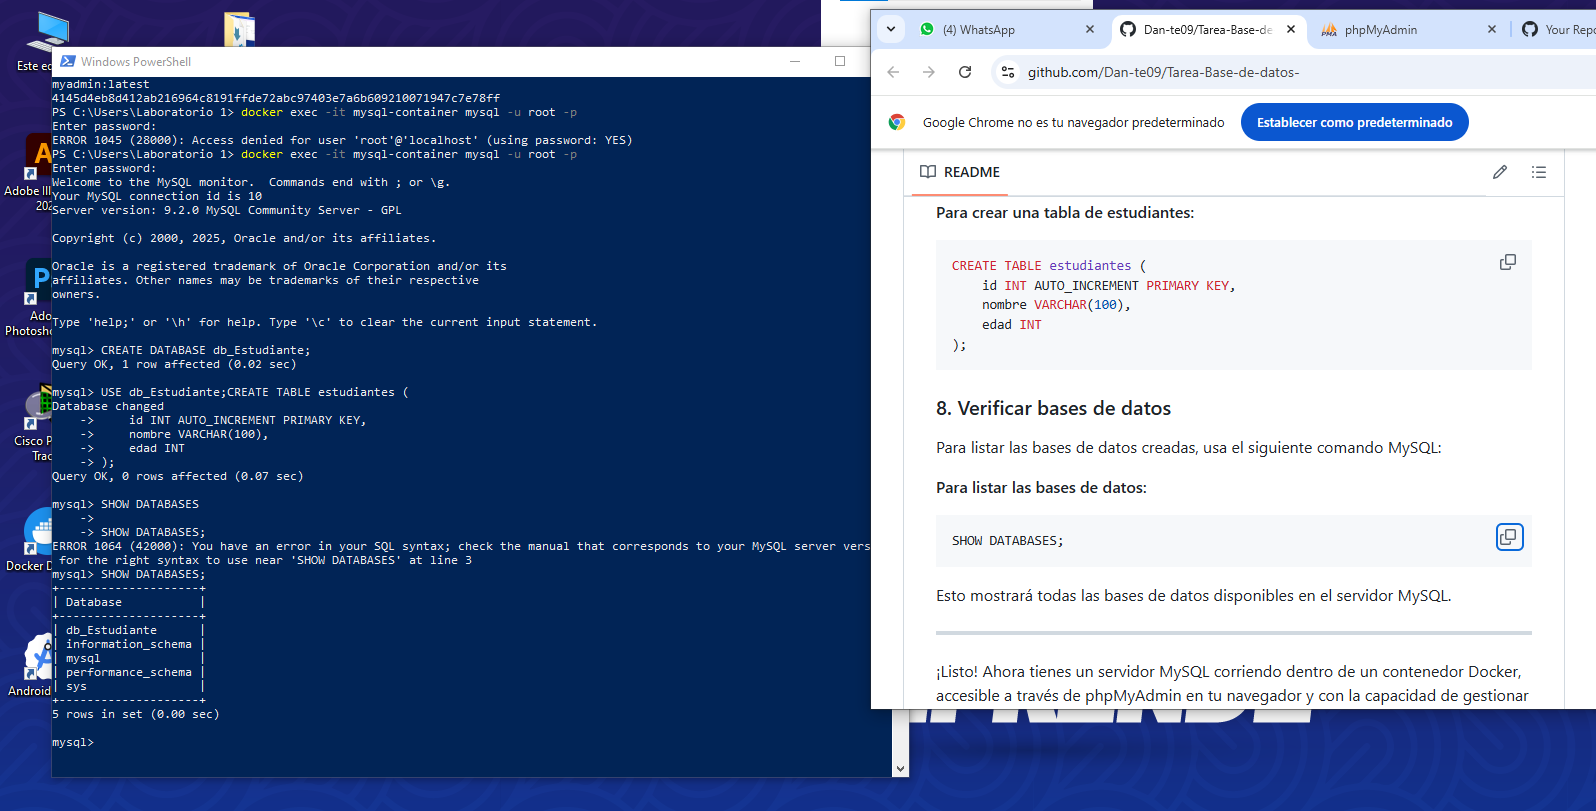 Este e
Adobe Ill
202
Ado
Photosh
Cisco P
Trac
Docker D
Android
Windows PowerShell
myadmin:latest
4145d4eb8d412ab216964c8191ffde72abc97403e7a6b609210071947c7e78ff
PS C:\Users\Laboratorio 1> docker exec -it mysql-container mysql -u root -p
Enter password:
ERROR 1045 (28000): Access denied for user 'root'@'localhost' (using password: YES)
PS C:\Users\Laboratorio 1> docker exec -it mysql-container mysql -u root -p
Enter password:
Welcome to the MySQL monitor.  Commands end with ; or \g.
Your MySQL connection id is 10
Server version: 9.2.0 MySQL Community Server - GPL
Copyright (c) 2000, 2025, Oracle and/or its affiliates.
Oracle is a registered trademark of Oracle Corporation and/or its
affiliates. Other names may be trademarks of their respective
owners.
Type 'help;' or '\h' for help. Type '\c' to clear the current input statement.
mysql> CREATE DATABASE db_Estudiante;
Query OK, 1 row affected (0.02 sec)
mysql> USE db_Estudiante;CREATE TABLE estudiantes (
Database changed
    ->     id INT AUTO_INCREMENT PRIMARY KEY,
    ->     nombre VARCHAR(100),
    ->     edad INT
    -> );
Query OK, 0 rows affected (0.07 sec)
mysql> SHOW DATABASES
    ->
    -> SHOW DATABASES;
ERROR 1064 (42000): You have an error in your SQL syntax; check the manual that corresponds to your MySQL server vers
 for the right syntax to use near 'SHOW DATABASES' at line 3
mysql> SHOW DATABASES;
+--------------------+
| Database           |
+--------------------+
| db_Estudiante      |
| information_schema |
| mysql              |
| performance_schema |
| sys                |
+--------------------+
5 rows in set (0.00 sec)
mysql>
(4) WhatsApp
Dan-te09/Tarea-Base-de
phpMyAdmin
Your Repo
github.com/Dan-te09/Tarea-Base-de-datos-
Google Chrome no es tu navegador predeterminado
Establecer como predeterminado
README
Para crear una tabla de estudiantes:
CREATE TABLE estudiantes (
    id INT AUTO_INCREMENT PRIMARY KEY,
    nombre VARCHAR(100),
    edad INT
);
8. Verificar bases de datos
Para listar las bases de datos creadas, usa el siguiente comando MySQL:
Para listar las bases de datos:
SHOW DATABASES;
Esto mostrará todas las bases de datos disponibles en el servidor MySQL.
¡Listo! Ahora tienes un servidor MySQL corriendo dentro de un contenedor Docker,
accesible a través de phpMyAdmin en tu navegador y con la capacidad de gestionar